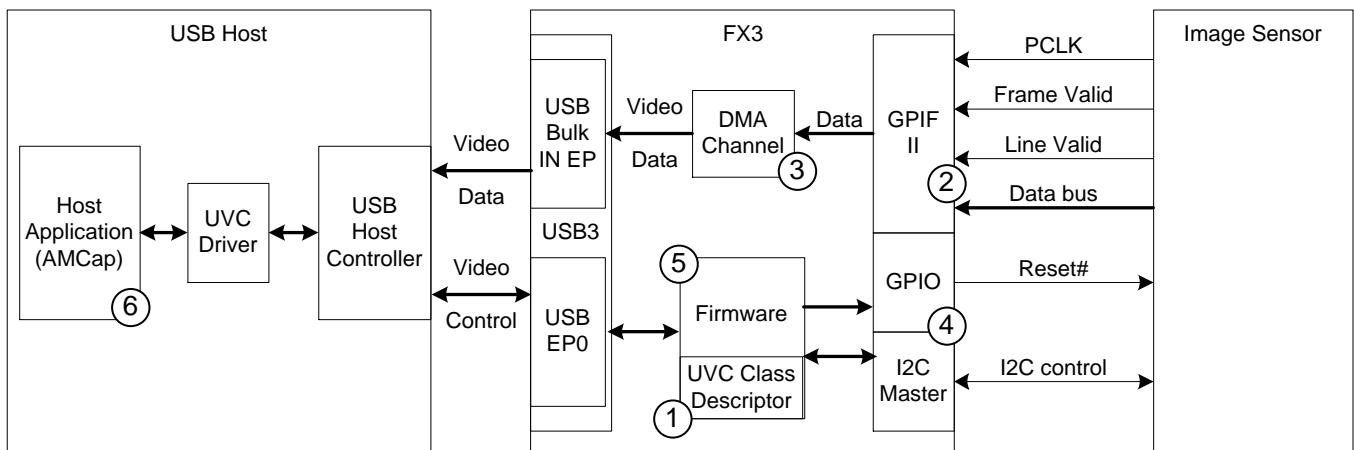 USB Host
FX3
Image Sensor
Host
Application
(AMCap)
6
UVC
Driver
USB
Host
Controller
Video
Data
Video
Control
USB
Bulk
IN EP
USB3
USB
EP0
Video
Data
DMA
Channel
3
Data
GPIF
II
2
5
Firmware
UVC Class
Descriptor
1
GPIO
4
I2C
Master
PCLK
Frame Valid
Line Valid
Data bus
Reset#
I2C control